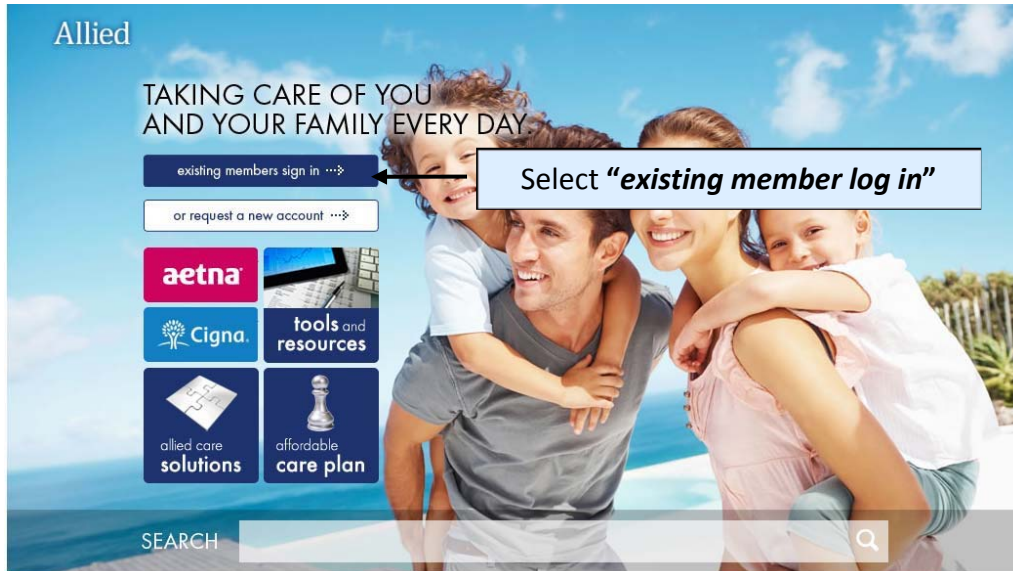 Allied
TAKING CARE OF YOU
AND YOUR FAMILY EVERY DAY.
existing members sign in
Select “existing member log in”
or request a new account
aetna
Cigna.
tools and
resources
allied care
solutions
affordable
care plan
SEARCH